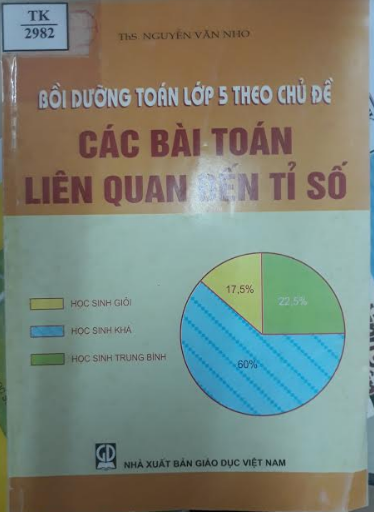 TK
2982
ThS. NGUYỄN VĂN NHO
BỒI DƯỠNG TOÁN LỚP 5 THEO CHỦ ĐỀ
CÁC BÀI TOÁN
LIÊN QUAN ĐẾN TỈ SỐ
17,5%
22,5%
HỌC SINH GIỎI
HỌC SINH KHÁ
HỌC SINH TRUNG BÌNH
60%
GD
NHÀ XUẤT BẢN GIÁO DỤC VIỆT NAM